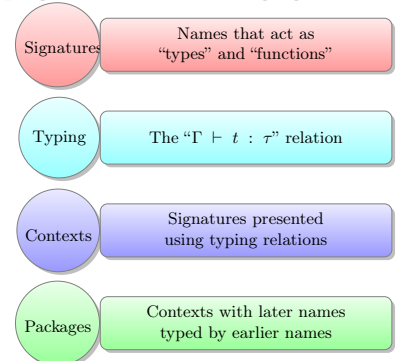 Signatures
Names that act as
“types” and “functions”
Typing
The “Γ ⊢ t : τ” relation
Contexts
Signatures presented
using typing relations
Packages
Contexts with later names
typed by earlier names